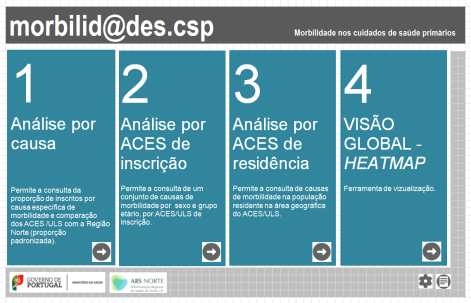 morbilid@des.csp
Morbilidade nos cuidados de saúde primários
1
Análise por
causa
Permite a consulta da
proporção de inscritos por
causa especifica de
morbilidade e comparação
dos ACES /ULS com a Região
Norte (proporção
padronizada).
2
Análise por
ACES de
inscrição
Permite a consulta de um
conjunto de causas de
morbilidade por sexo e grupo
etário, por ACES/ULS de
inscrição.
3
Análise por
ACES de
residência
Permite a consulta de causas
de morbilidade na população
residente na área geográfica
do ACES/ULS.
4
VISÃO
GLOBAL -
HEATMAP
Ferramenta de vizualização.
GOVERNO DE
PORTUGAL
MINISTÉRIO DA SAÚDE
ARS NORTE